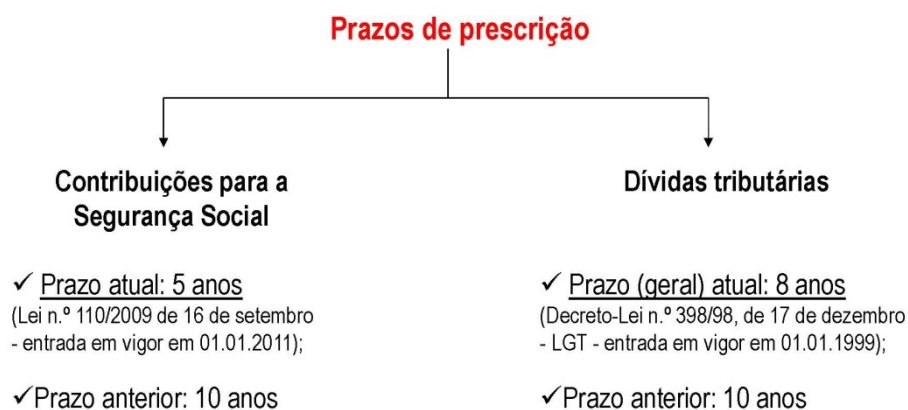 Prazos de prescrição
Contribuições para a
Segurança Social
✓ Prazo atual: 5 anos
(Lei n.º 110/2009 de 16 de setembro
- entrada em vigor em 01.01.2011);
✓Prazo anterior: 10 anos
Dívidas tributárias
✓ Prazo (geral) atual: 8 anos
(Decreto-Lei n.º 398/98, de 17 de dezembro
- LGT - entrada em vigor em 01.01.1999);
✓Prazo anterior: 10 anos